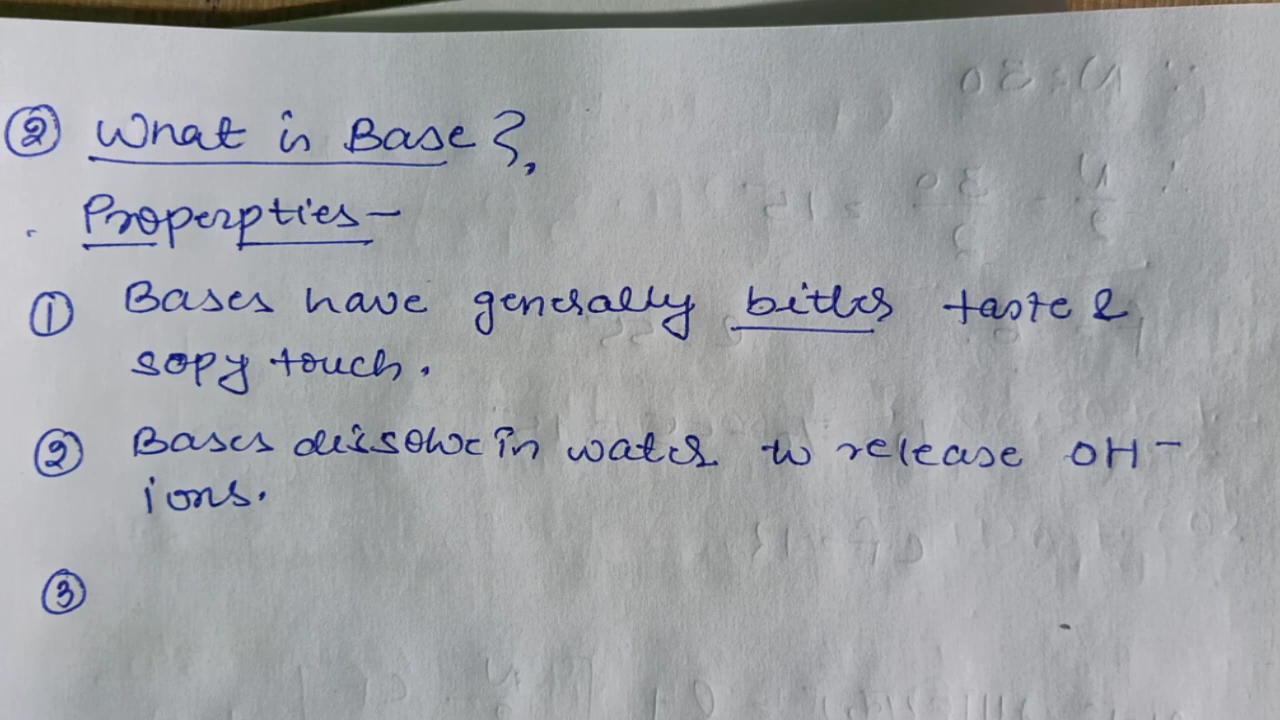 ② What is Base?,
Properpties-
① Bases have generally bitter taste &
sopy touch.
② Bases dissolve in water to release OH-
ions.
③